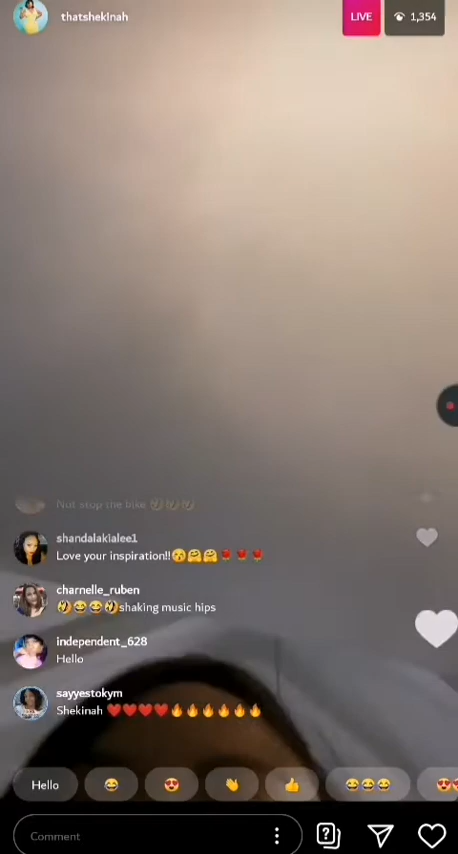 thatshekinah
LIVE
1,354
Not stop the bike 🤣🤣🤣
shandalakialee1
Love your inspiration!!😘🤗🤗🌹🌹🌹
charnelle_ruben
🤣😂😂🤣shaking music hips
independent_628
Hello
sayyestokym
Shekinah ❤️❤️❤️❤️🔥🔥🔥🔥🔥🔥
Hello 😂 😍 👏 👍 😂😂😂 😍
Comment